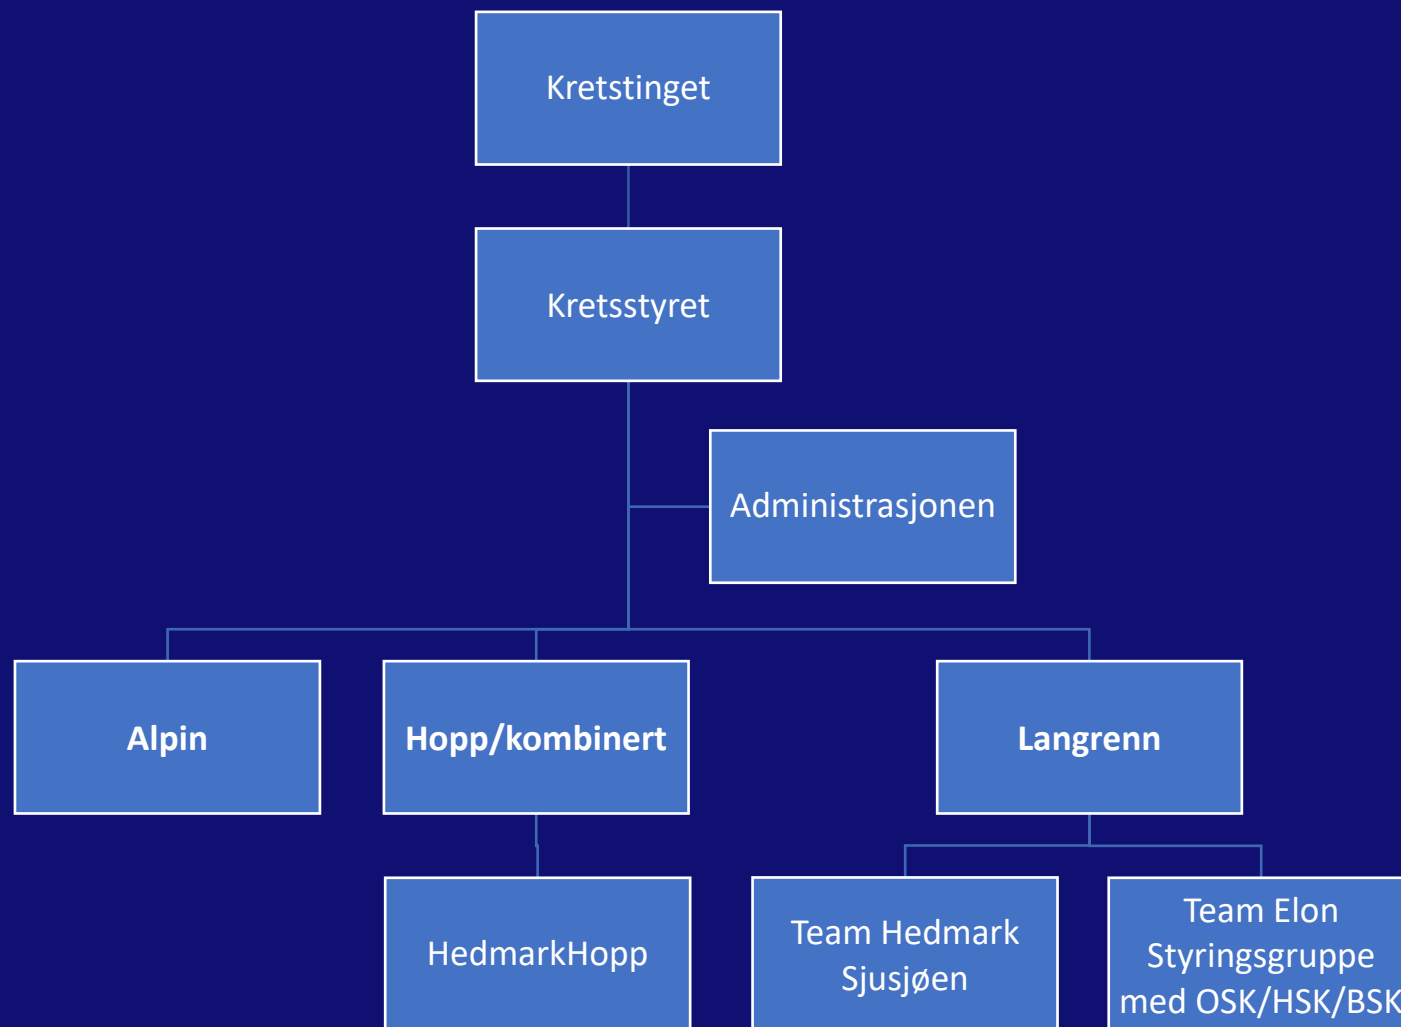 Kretstinget
Kretsstyret
Administrasjonen
Alpin
Hopp/kombinert
Langrenn
HedmarkHopp
Team Hedmark
Sjusjøen
Team Elon
Styringsgruppe
med OSK/HSK/BSK